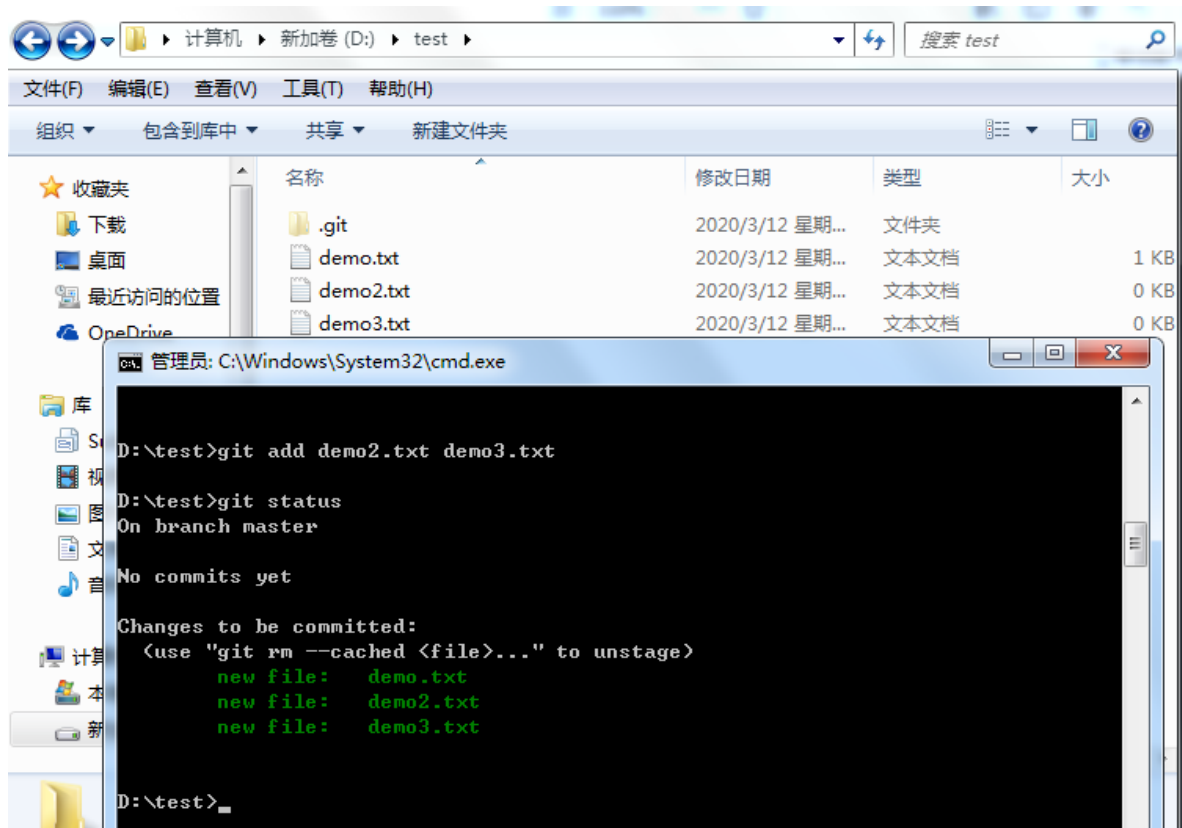 计算机 新加卷 (D:) test 搜索 test
文件(F) 编辑(E) 查看(V) 工具(T) 帮助(H)
组织 包含到库中 共享 新建文件夹
收藏夹
下载
桌面
最近访问的位置
OneDrive
库
视
图
文
音
计算
本
新
名称 修改日期 类型 大小
.git 2020/3/12 星期... 文件夹
demo.txt 2020/3/12 星期... 文本文档 1 KB
demo2.txt 2020/3/12 星期... 文本文档 0 KB
demo3.txt 2020/3/12 星期... 文本文档 0 KB
管理员: C:\Windows\System32\cmd.exe
D:\test>git add demo2.txt demo3.txt
D:\test>git status
On branch master
No commits yet
Changes to be committed:
(use "git rm --cached <file>..." to unstage)
new file: demo.txt
new file: demo2.txt
new file: demo3.txt
D:\test>_